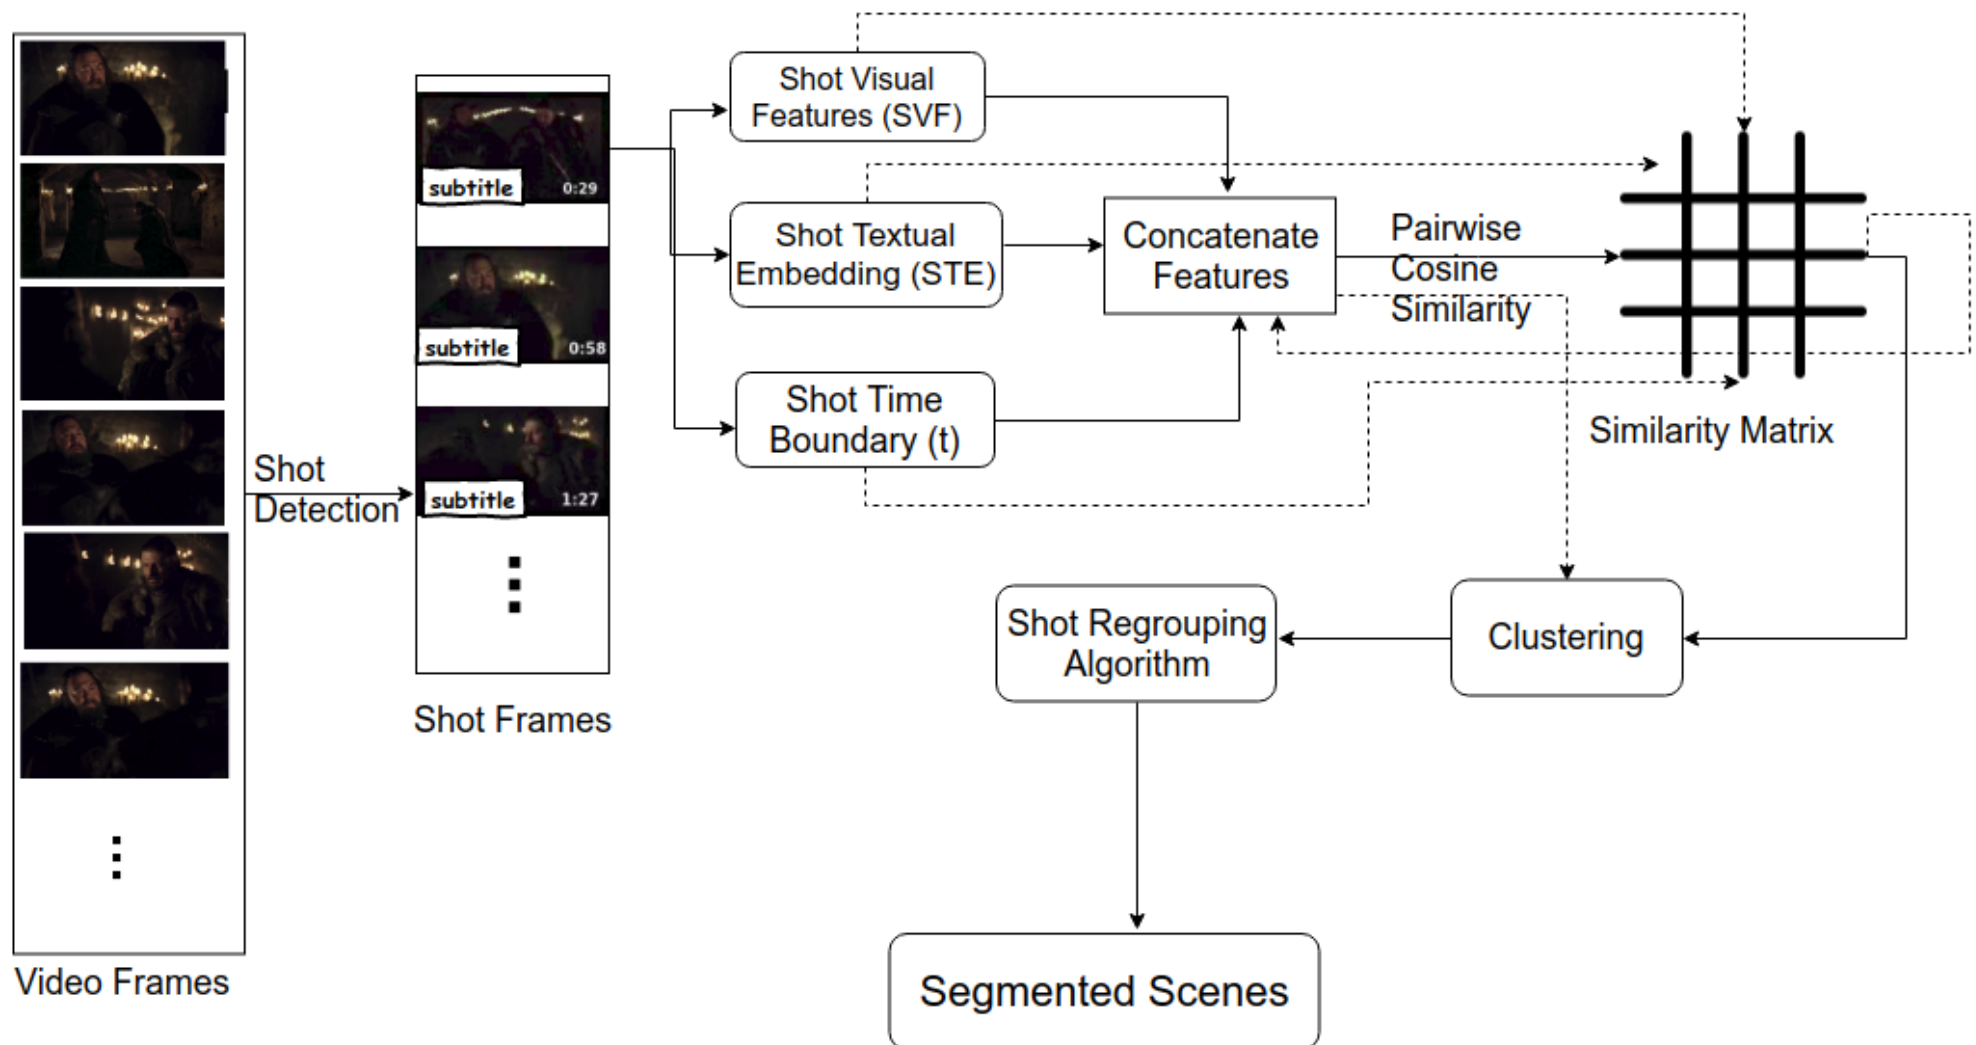 Shot Visual
Features (SVF)
subtitle
0:29
Shot Textual
Embedding (STE)
Concatenate
Features
Pairwise
Cosine
Similarity
subtitle
0:58
Shot Time
Boundary (t)
Similarity Matrix
Shot
Detection
subtitle
1:27
Shot Regrouping
Algorithm
Clustering
Shot Frames
Video Frames
Segmented Scenes